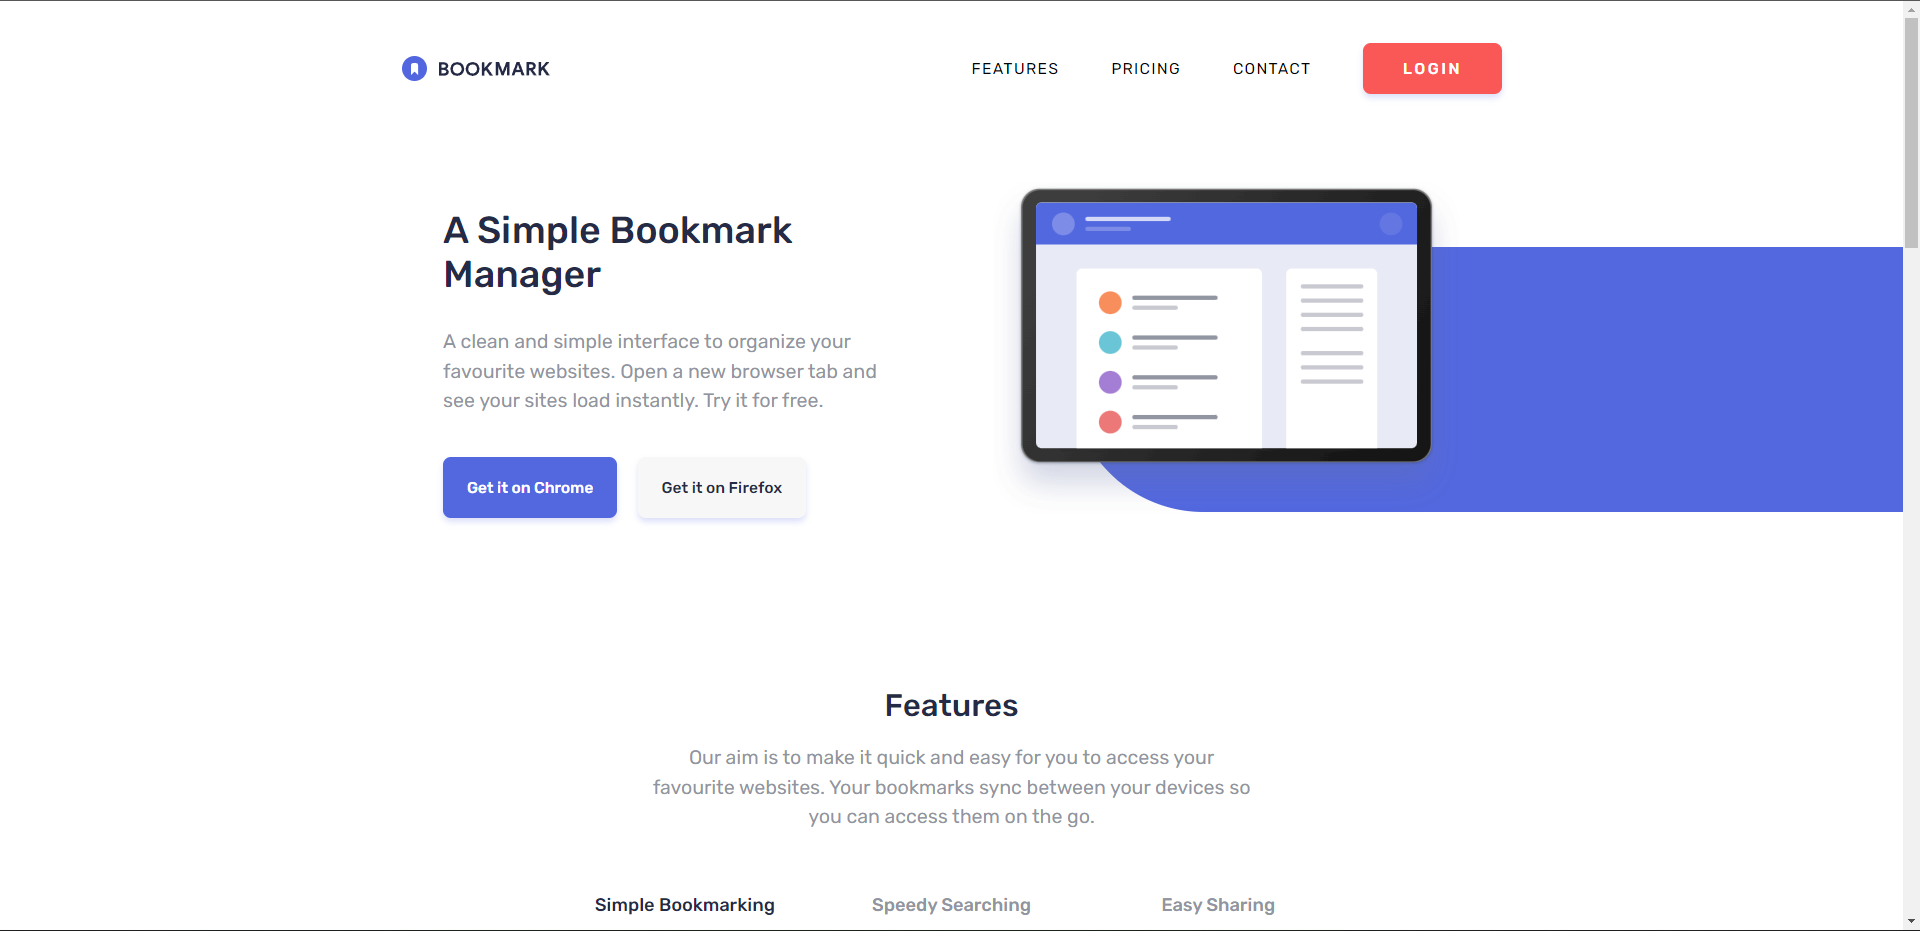 BOOKMARK
FEATURES
PRICING
CONTACT
LOGIN
A Simple Bookmark
Manager
A clean and simple interface to organize your
favourite websites. Open a new browser tab and
see your sites load instantly. Try it for free.
Get it on Chrome
Get it on Firefox
Features
Our aim is to make it quick and easy for you to access your
favourite websites. Your bookmarks sync between your devices so
you can access them on the go.
Simple Bookmarking
Speedy Searching
Easy Sharing